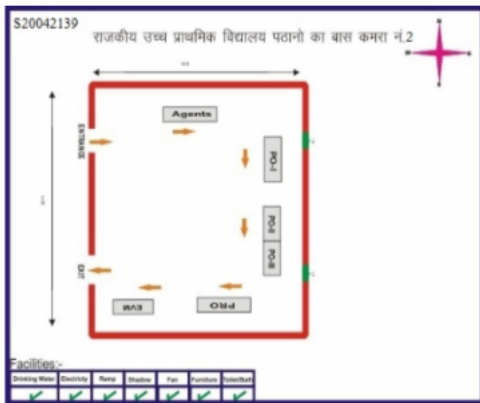 S20042139
राजकीय उच्च प्राथमिक विद्यालय पठानो का बास कमरा नं.2
Agents
ENTRANCE
PO-I
PO-II
PO-III
EXIT
EVM
PRO
Facilities:-
Drinking Water Electricity Ramp Shadow Fan Furniture Toilet/Bath